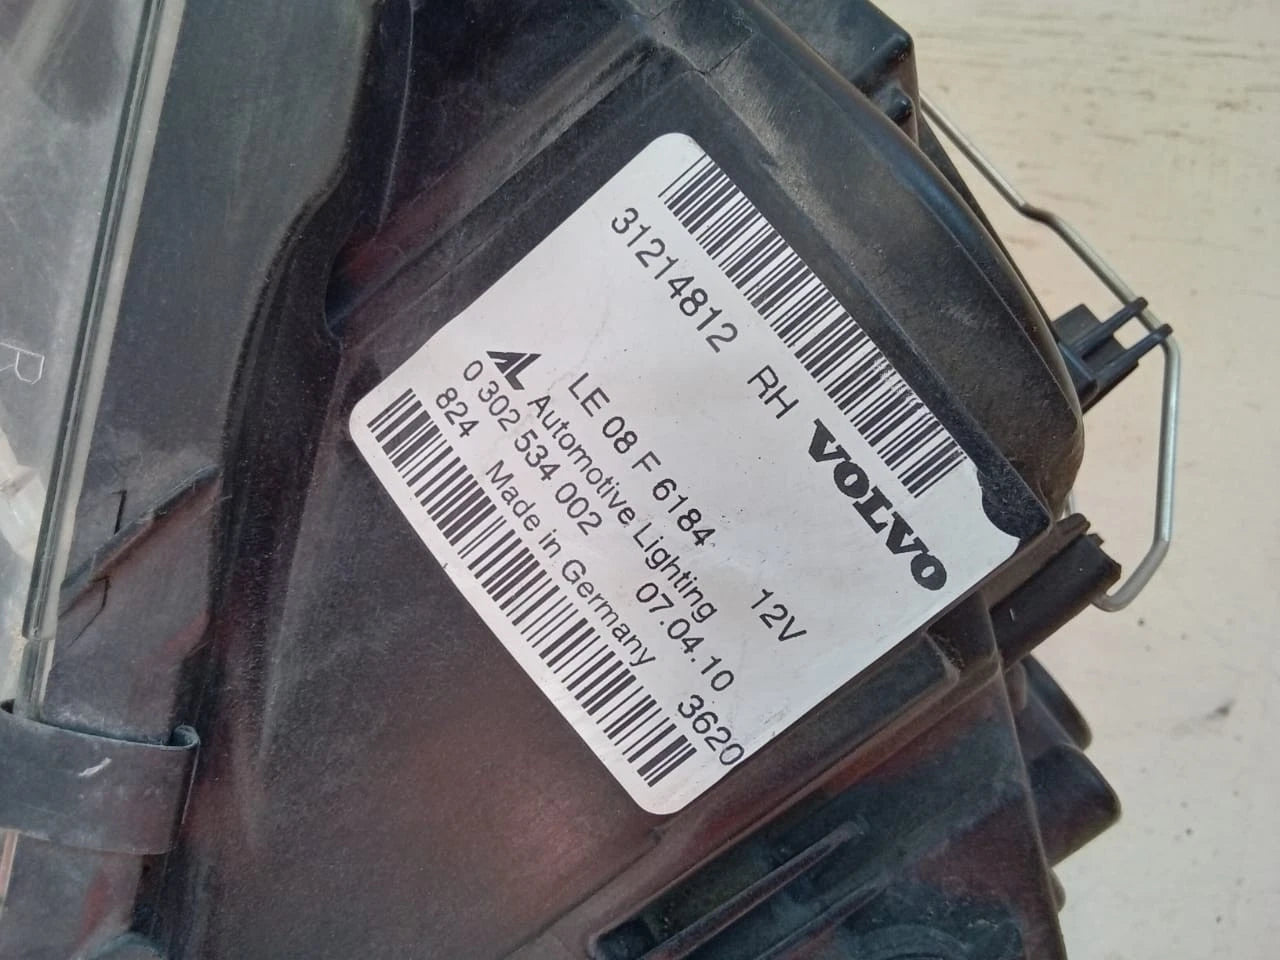 31214812 RH VOLVO
LE 08 F 6184 12V
AL Automotive Lighting
0 302 534 002 07.04.10
824 Made in Germany 3620
R